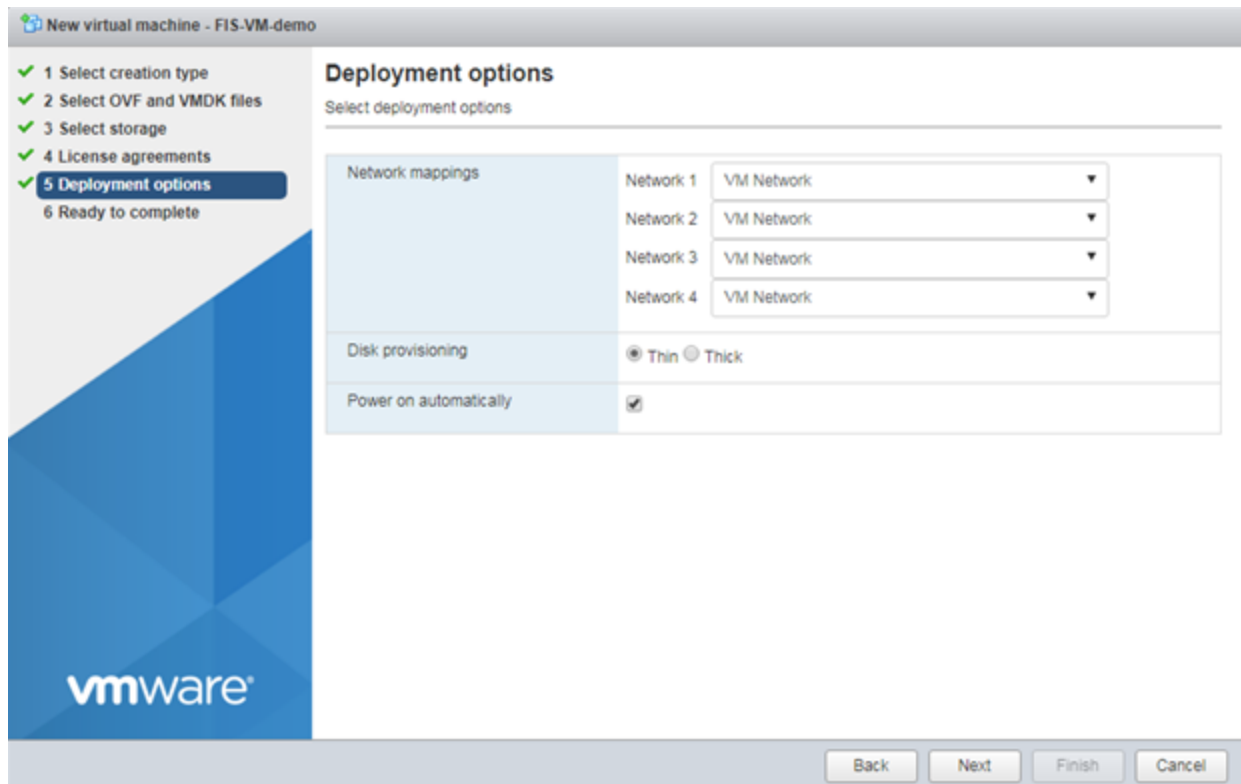 New virtual machine - FIS-VM-demo
1 Select creation type
2 Select OVF and VMDK files
3 Select storage
4 License agreements
5 Deployment options
6 Ready to complete
vmware®
Deployment options
Select deployment options
Network mappings
Network 1 VM Network
Network 2 VM Network
Network 3 VM Network
Network 4 VM Network
Disk provisioning
Thin Thick
Power on automatically
Back Next Finish Cancel